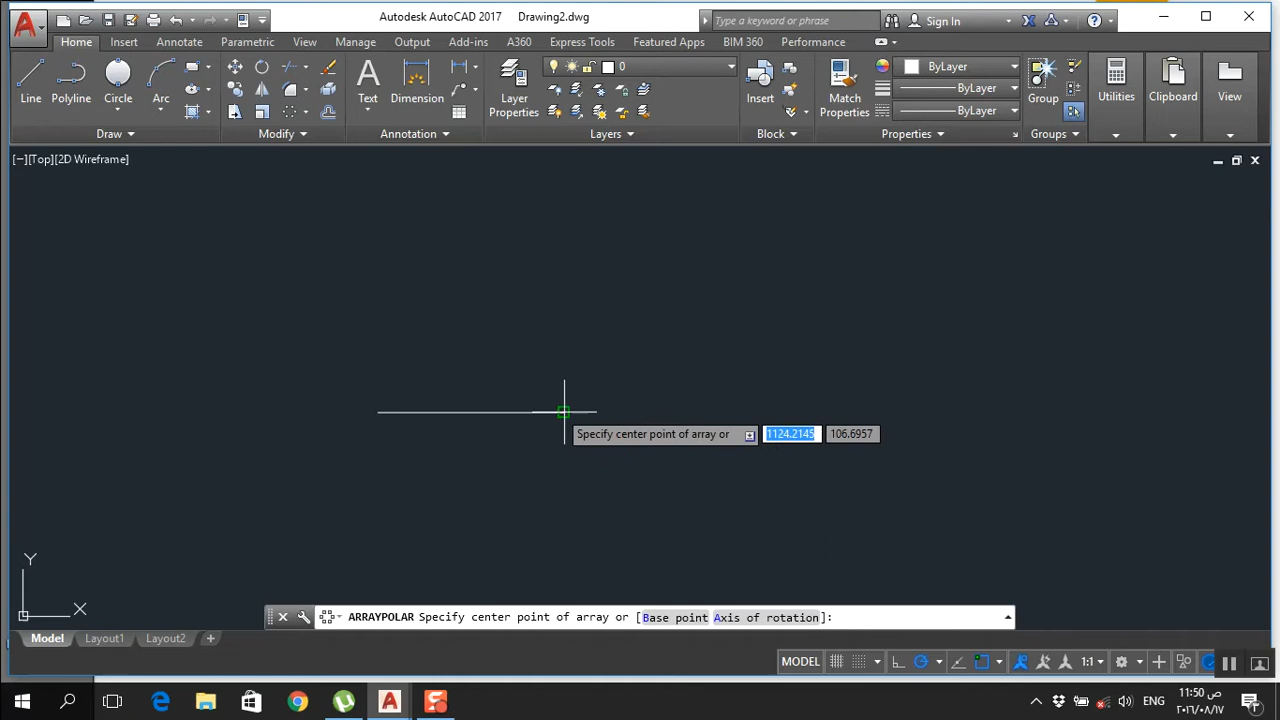 Autodesk AutoCAD 2017 Drawing2.dwg
Type a keyword or phrase
Sign In
Home Insert Annotate Parametric View Manage Output Add-ins A360 Express Tools Featured Apps BIM 360 Performance
Line Polyline Circle Arc
Text Dimension
Layer Properties
0
Insert
Match Properties
ByLayer
ByLayer
ByLayer
Group
Utilities
Clipboard
View
Draw Modify Annotation Layers Block Properties Groups
[−][Top][2D Wireframe]
Specify center point of array or 1124.2145 106.6957
Y
X
ARRAYPOLAR Specify center point of array or [Base point Axis of rotation]:
Model Layout1 Layout2 +
MODEL 1:1
ENG
11:50 ص
٢٠١٦/٠٨/١٧